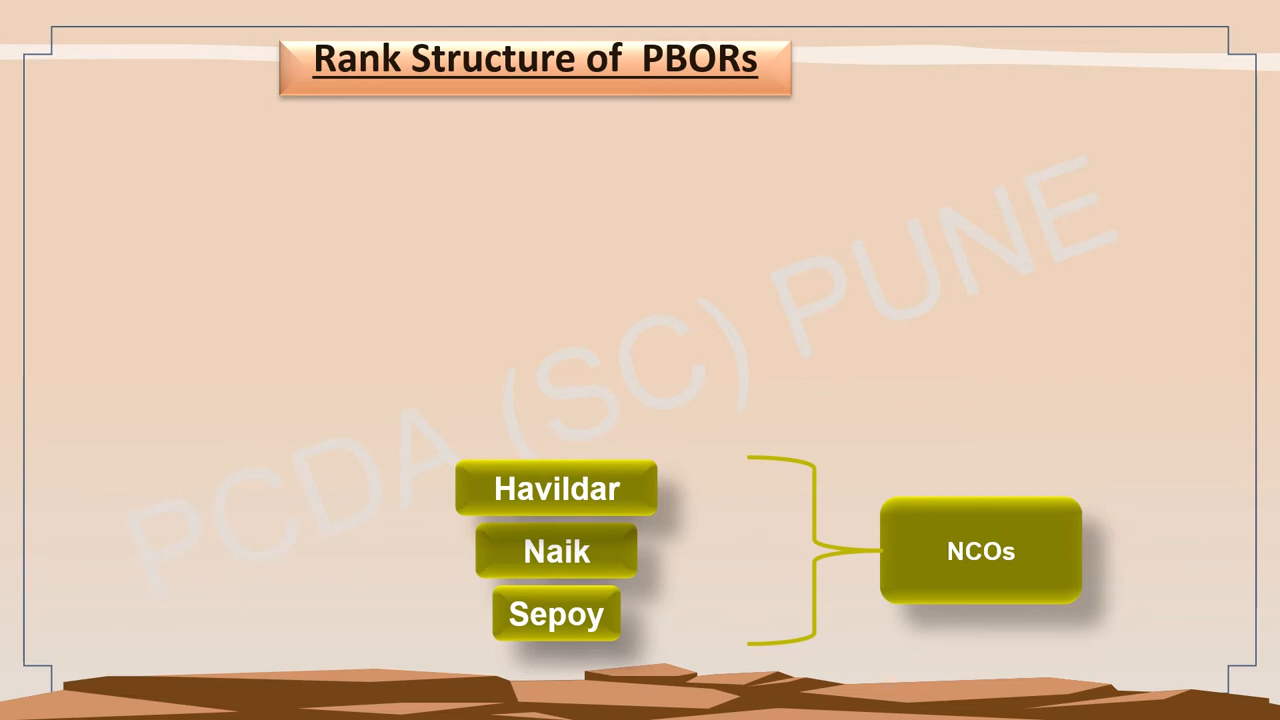 Rank Structure of  PBORs
PCDA (SC) PUNE
Havildar
Naik
Sepoy
NCOs